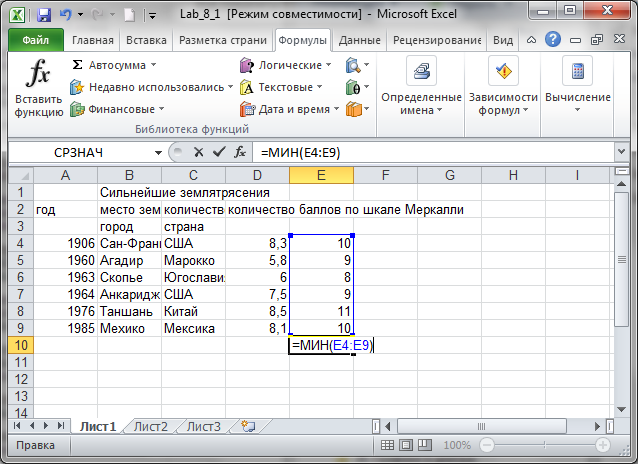 Lab_8_1 [Режим совместимости] - Microsoft Excel
Файл Главная Вставка Разметка страни Формулы Данные Рецензирование Вид
fx Вставить функцию
Σ Автосумма
Недавно использовались
Финансовые
Логические
Текстовые
Дата и время
Определенные имена
Зависимости формул
Вычисление
Библиотека функций
СРЗНАЧ fx =МИН(E4:E9)
A B C D E F G H I
1 Сильнейшие землятрясения
2 год место зем количество количество баллов по шкале Меркалли
3 город страна
4 1906 Сан-Фран США 8,3 10
5 1960 Агадир Марокко 5,8 9
6 1963 Скопье Югослави 6 8
7 1964 Анкаридж США 7,5 9
8 1976 Таншань Китай 8,5 11
9 1985 Мехико Мексика 8,1 10
10 =МИН(E4:E9)
11
12
13
14
Лист1 Лист2 Лист3
Правка 100%